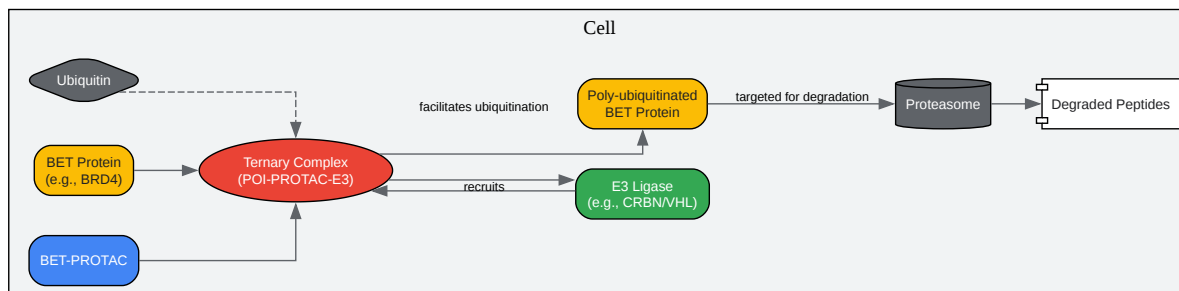 Cell
Ubiquitin
facilitates ubiquitination
Poly-ubiquitinated
BET Protein
targeted for degradation
Proteasome
Degraded Peptides
BET Protein
(e.g., BRD4)
Ternary Complex
(POI-PROTAC-E3)
recruits
E3 Ligase
(e.g., CRBN/VHL)
BET-PROTAC